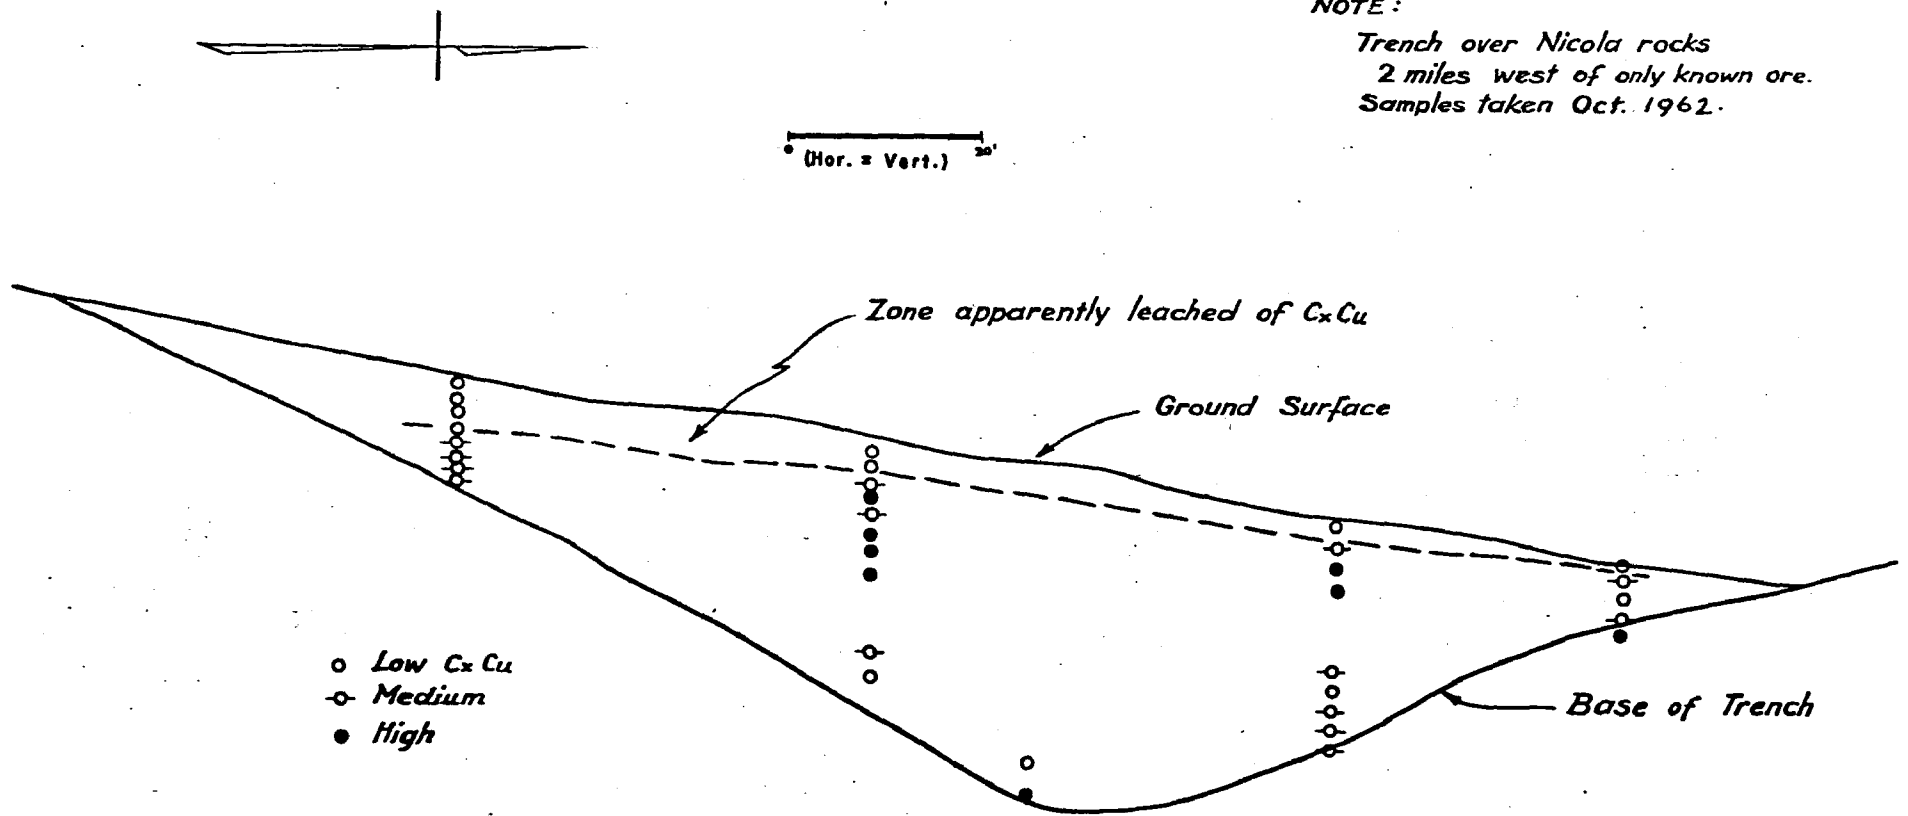 NOTE:
Trench over Nicola rocks
2 miles west of only known ore.
Samples taken Oct. 1962.
0 20'
(Hor. = Vert.)
Zone apparently leached of CxCu
Ground Surface
Low CxCu
Medium
High
Base of Trench